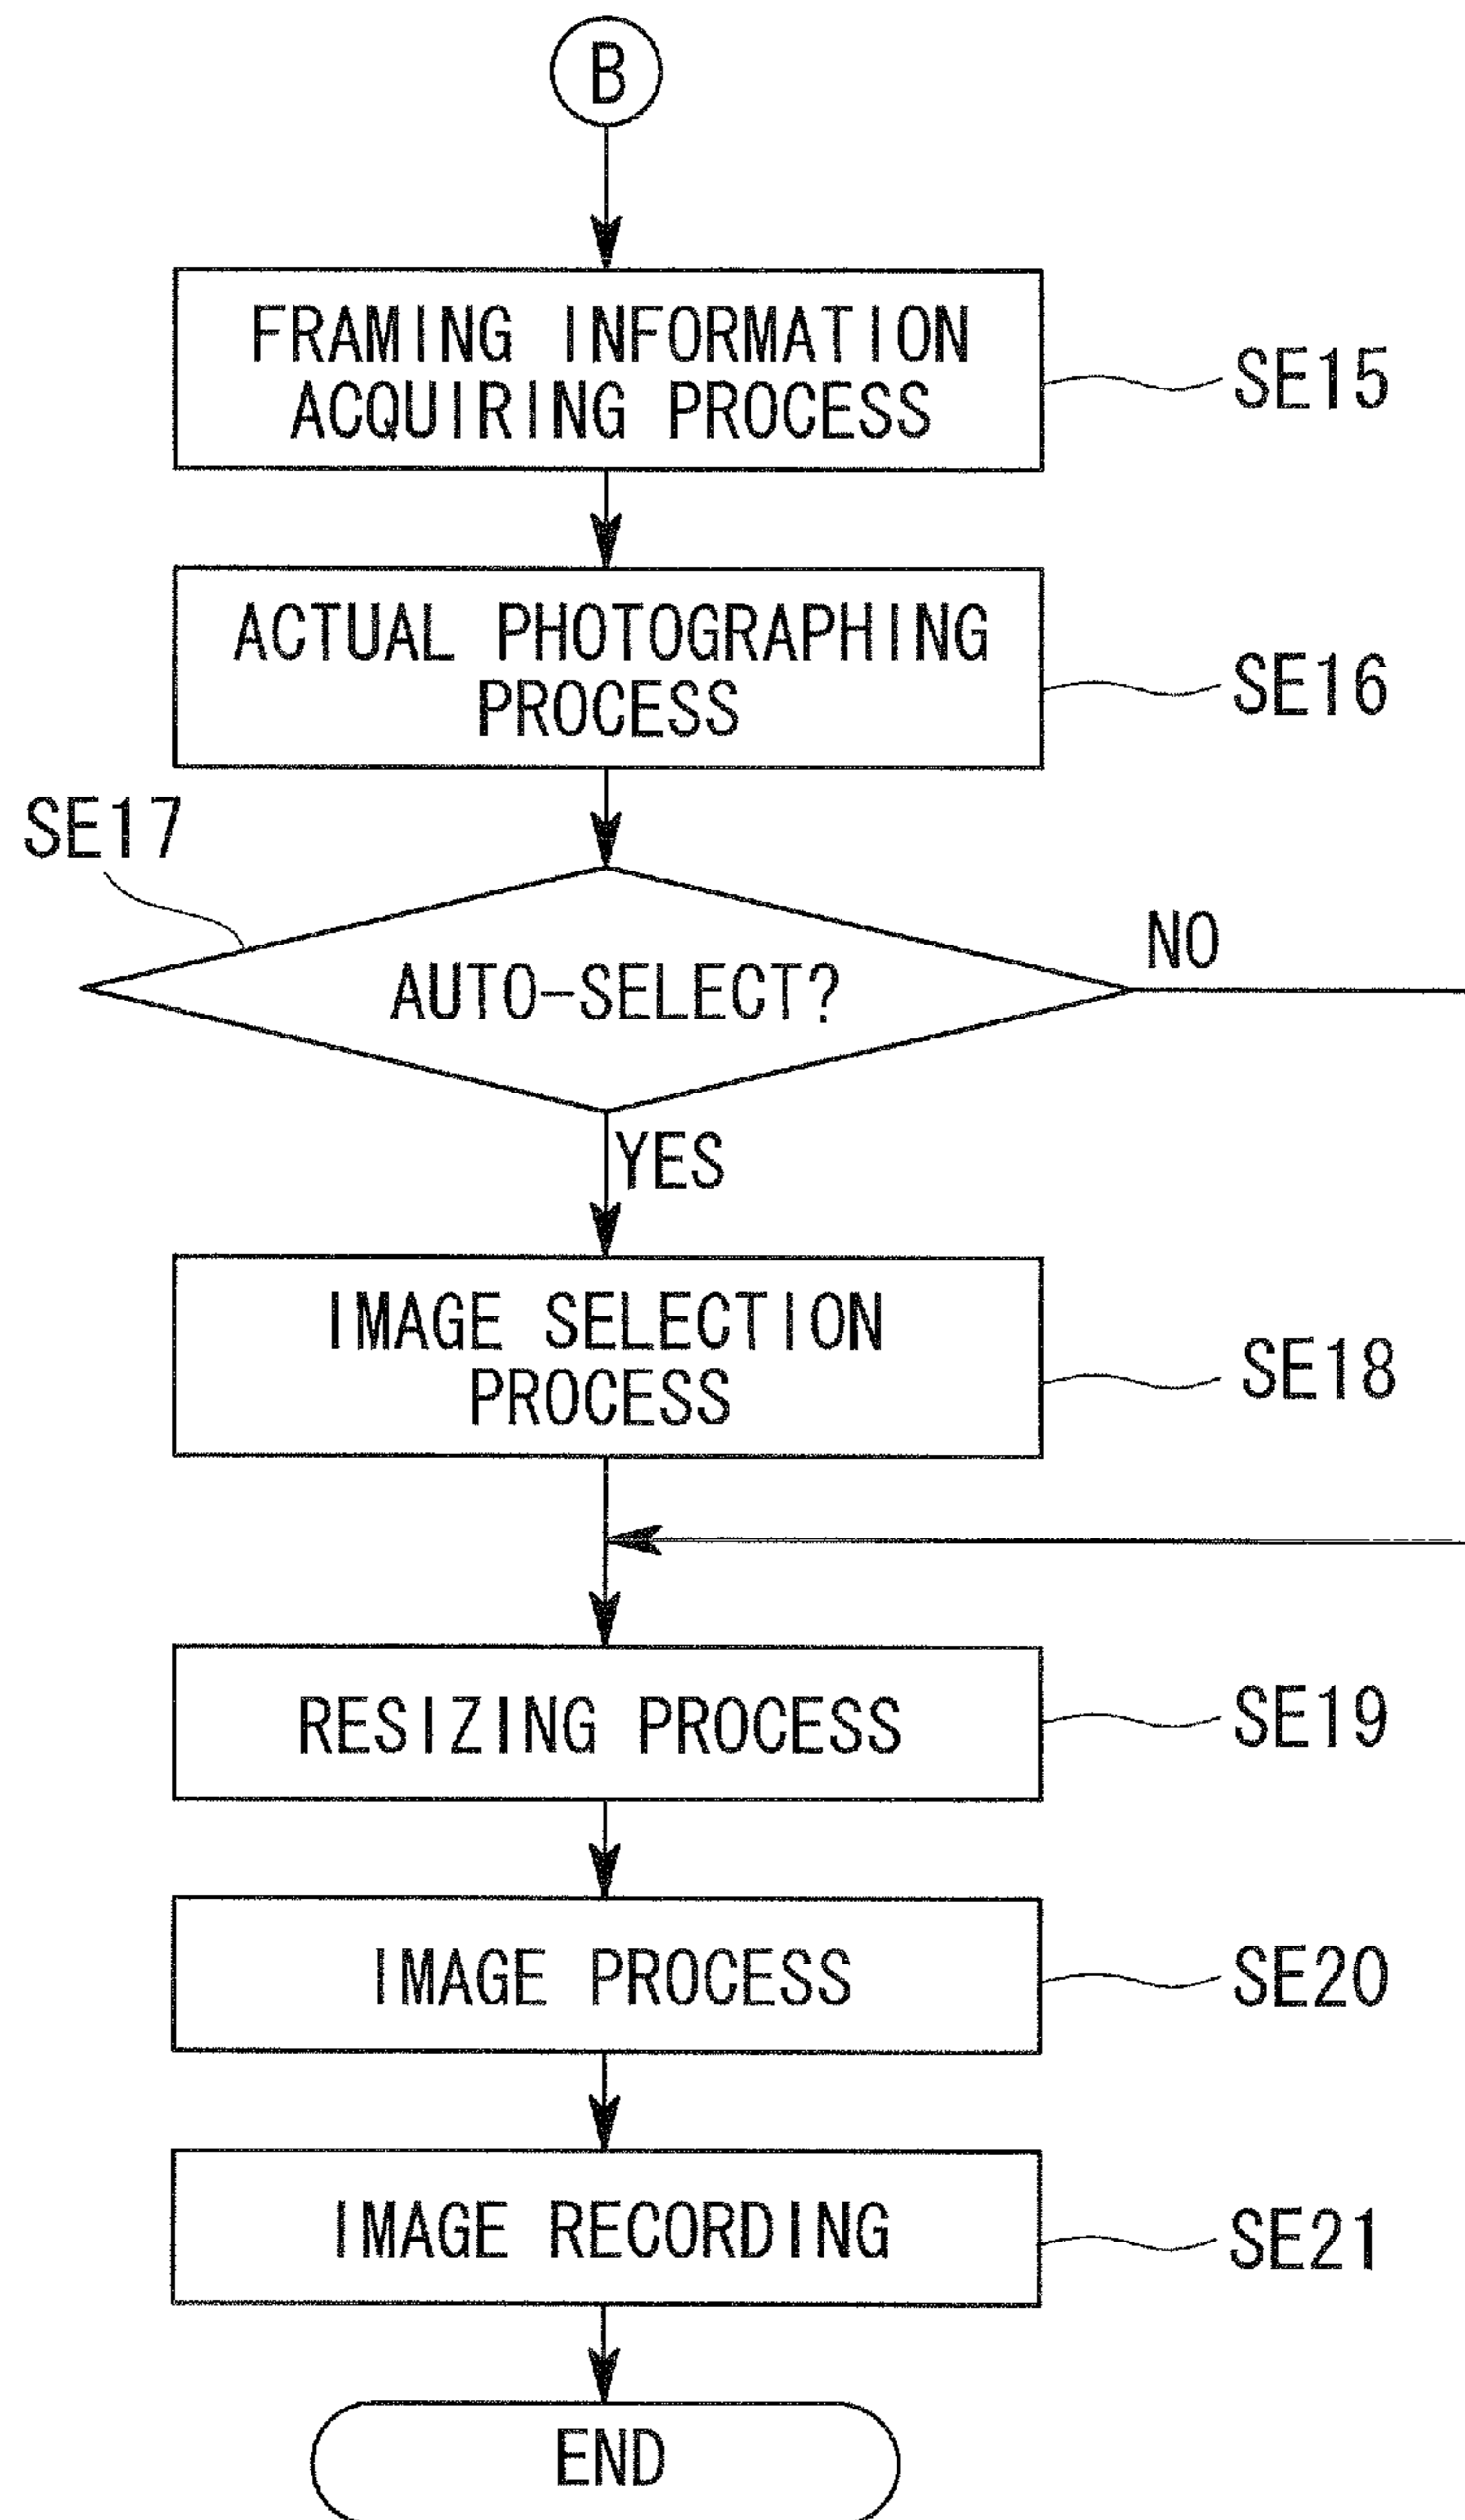 B
FRAMING INFORMATION
ACQUIRING PROCESS
SE15
ACTUAL PHOTOGRAPHING
PROCESS
SE16
SE17
AUTO-SELECT?
NO
YES
IMAGE SELECTION
PROCESS
SE18
RESIZING PROCESS
SE19
IMAGE PROCESS
SE20
IMAGE RECORDING
SE21
END